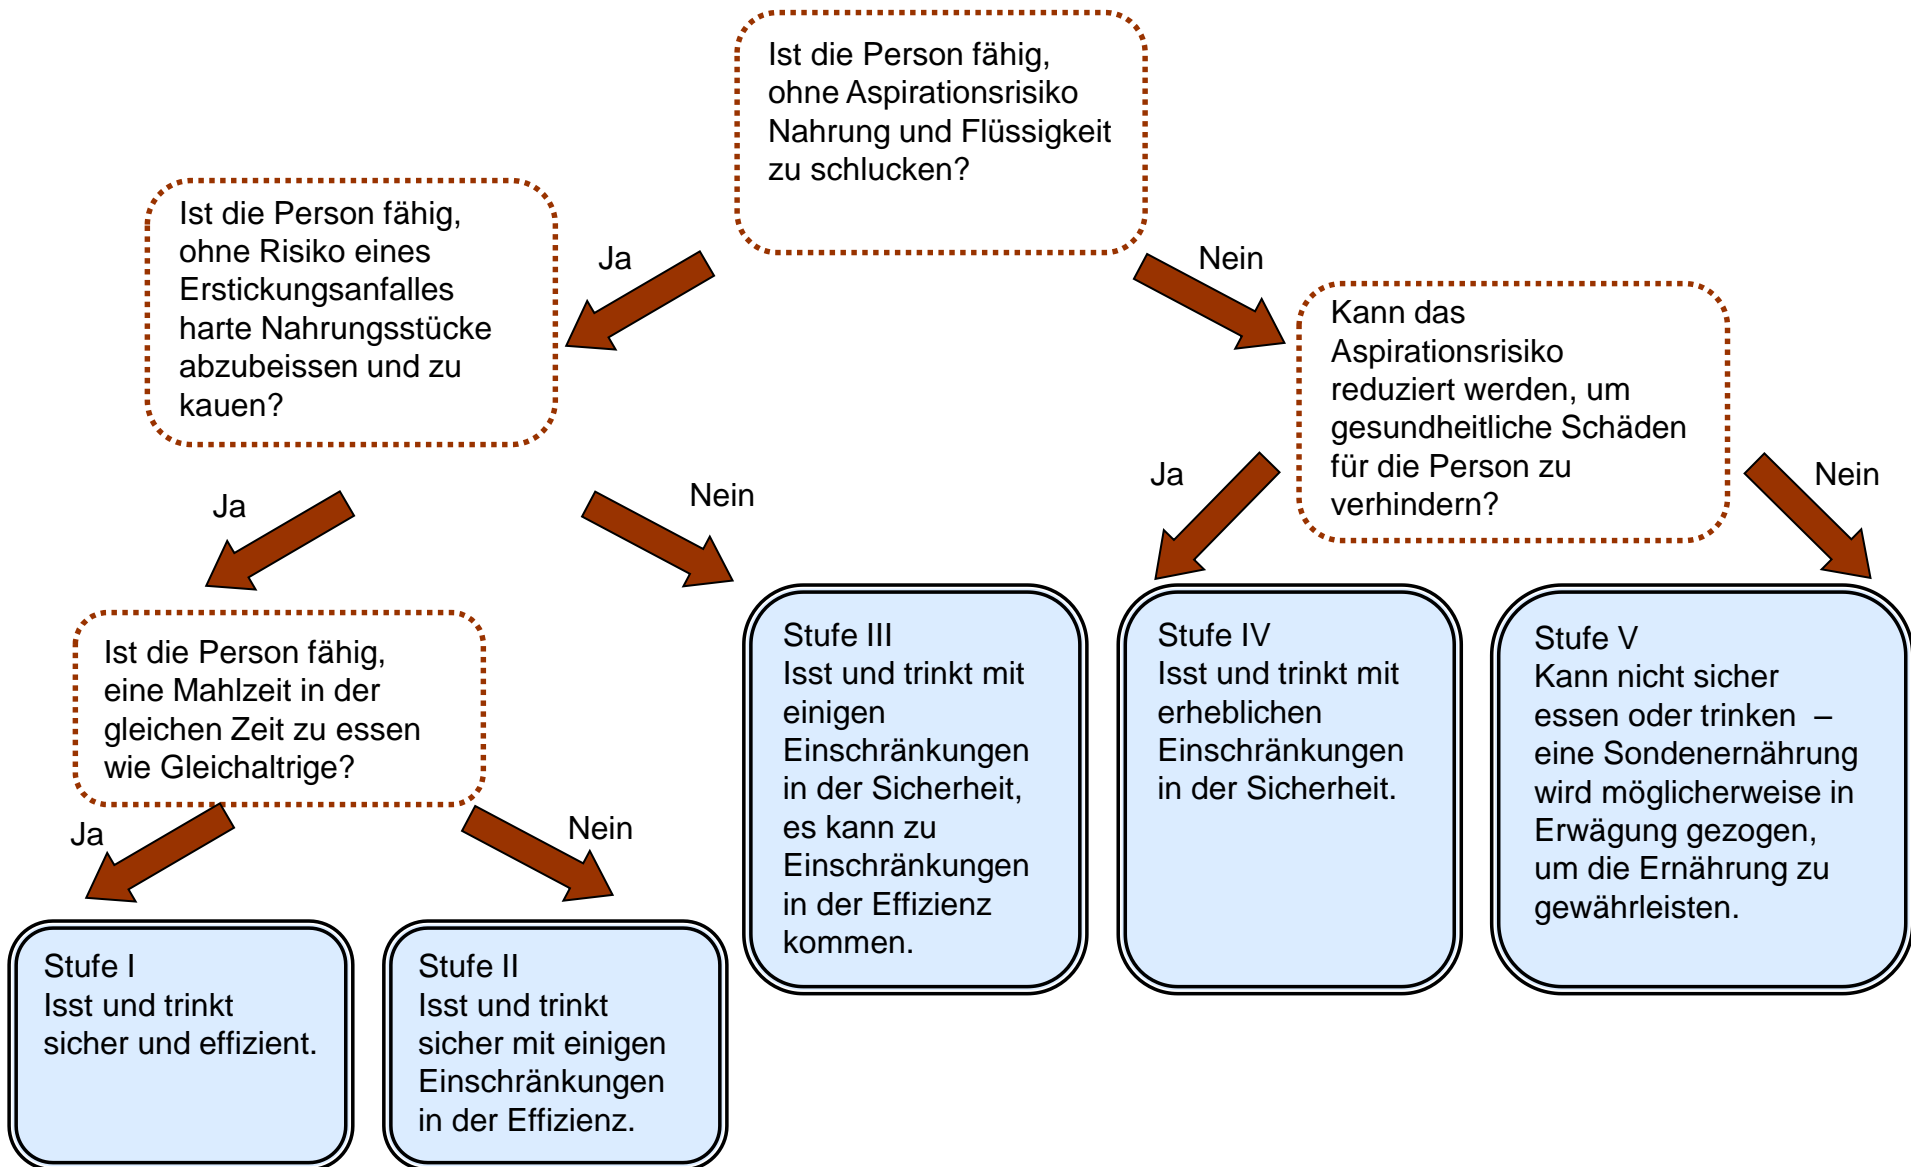 Ist die Person fähig,
ohne Aspirationsrisiko
Nahrung und Flüssigkeit
zu schlucken?
Ja
Nein
Ist die Person fähig,
ohne Risiko eines
Erstickungsanfalles
harte Nahrungsstücke
abzubeissen und zu
kauen?
Kann das
Aspirationsrisiko
reduziert werden, um
gesundheitliche Schäden
für die Person zu
verhindern?
Ja
Nein
Ja
Nein
Ist die Person fähig,
eine Mahlzeit in der
gleichen Zeit zu essen
wie Gleichaltrige?
Ja
Nein
Stufe I
Isst und trinkt
sicher und effizient.
Stufe II
Isst und trinkt
sicher mit einigen
Einschränkungen
in der Effizienz.
Stufe III
Isst und trinkt mit
einigen
Einschränkungen
in der Sicherheit,
es kann zu
Einschränkungen
in der Effizienz
kommen.
Stufe IV
Isst und trinkt mit
erheblichen
Einschränkungen
in der Sicherheit.
Stufe V
Kann nicht sicher
essen oder trinken –
eine Sondenernährung
wird möglicherweise in
Erwägung gezogen,
um die Ernährung zu
gewährleisten.